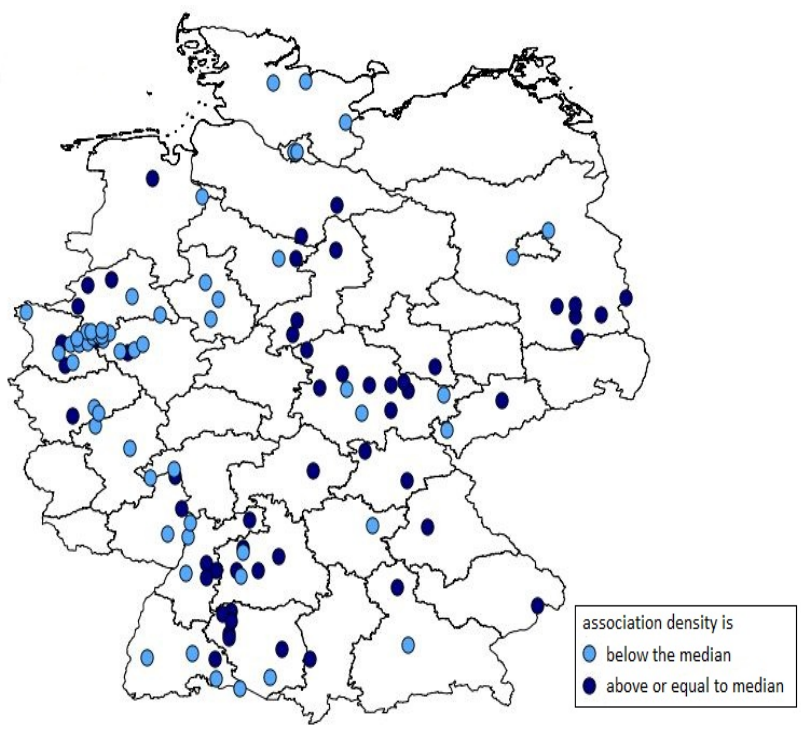 association density is
below the median
above or equal to median